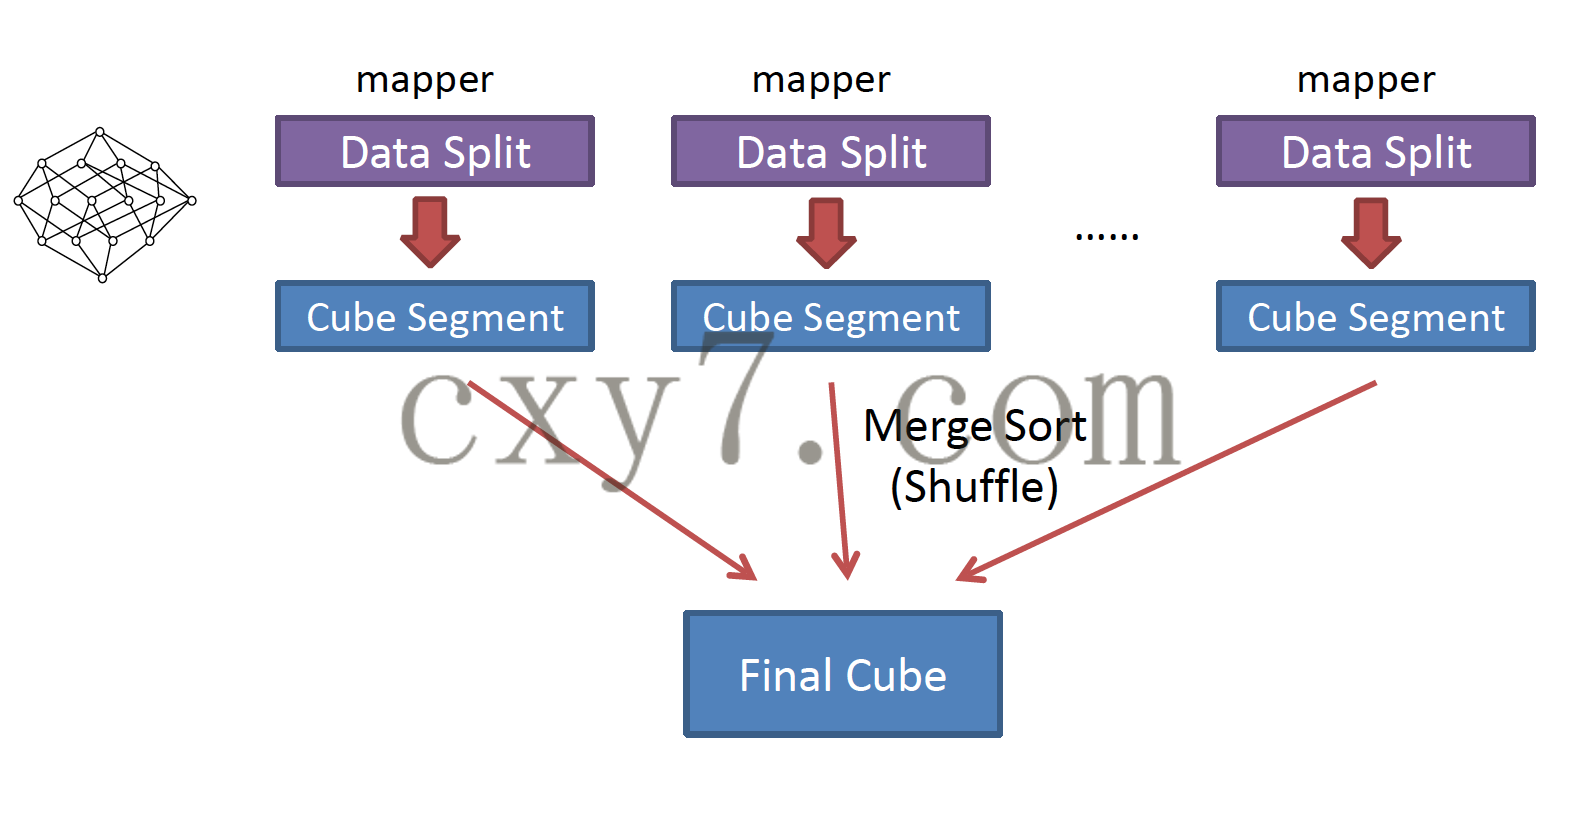 mapper mapper mapper
Data Split Data Split Data Split
......
Cube Segment Cube Segment Cube Segment
cxy7.com
Merge Sort
(Shuffle)
Final Cube